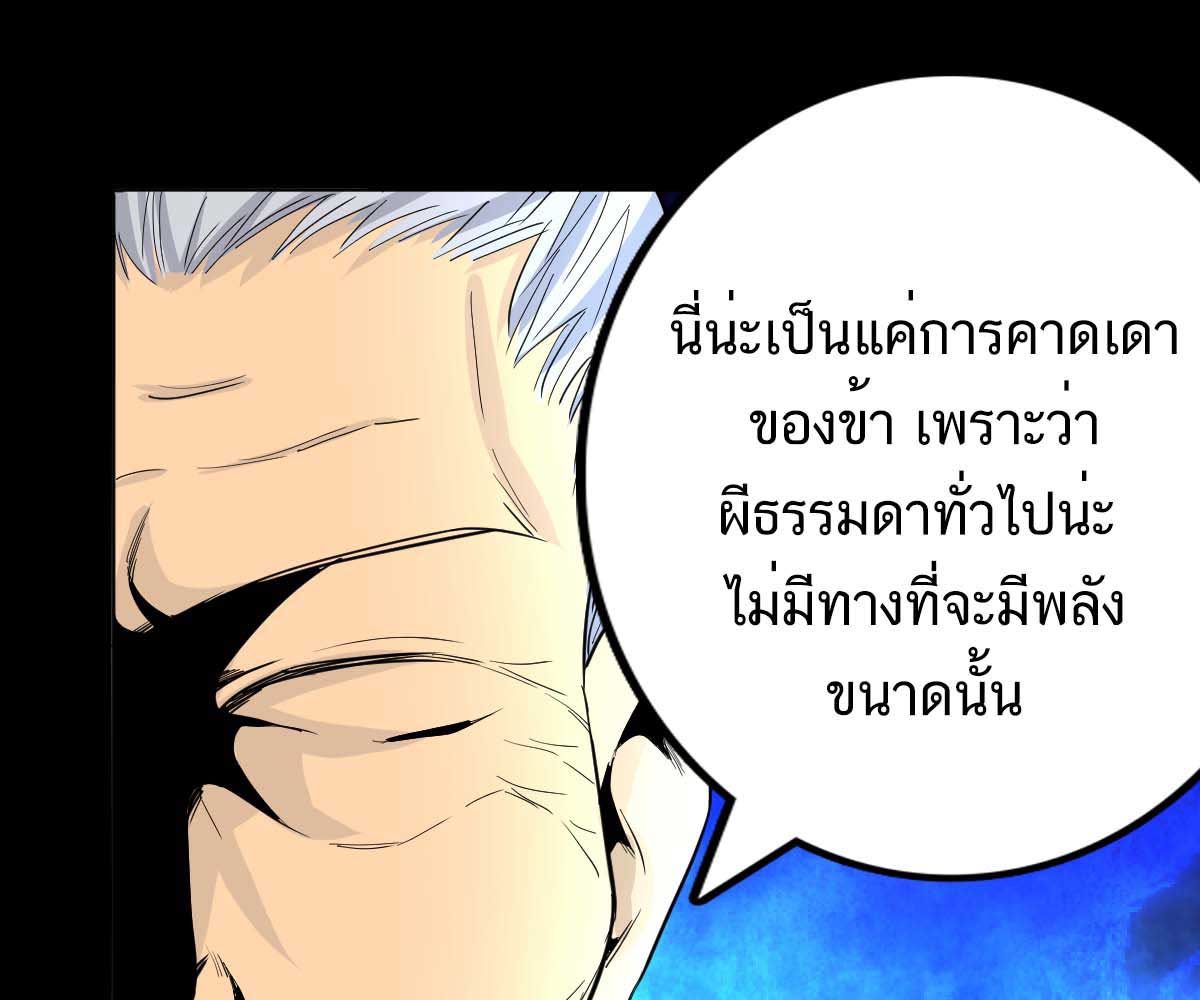 นี่น่ะเป็นแค่การคาดเดา
ของข้า เพราะว่า
ผีธรรมดาทั่วไปน่ะ
ไม่มีทางที่จะมีพลัง
ขนาดนั้น